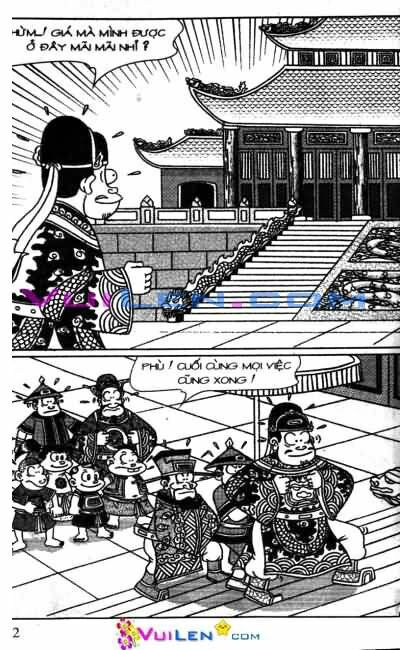 HỪM...! GIÁ MÀ MÌNH ĐƯỢC
Ở ĐÂY MÃI MÃI NHỈ ?
VUILEN.COM
PHÙ ! CUỐI CÙNG MỌI VIỆC
CŨNG XONG !
2
VUILEN.COM